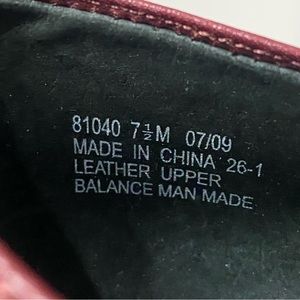 81040 7½M 07/09
MADE IN CHINA 26-1
LEATHER UPPER
BALANCE MAN MADE